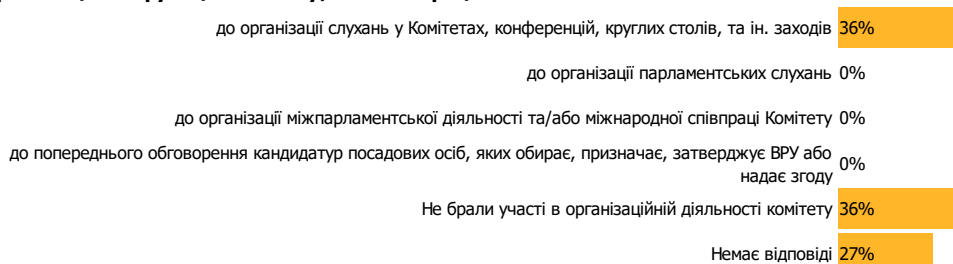 до організації слухань у Комітетах, конференцій, круглих столів, та ін. заходів 36%
до організації парламентських слухань 0%
до організації міжпарламентської діяльності та/або міжнародної співпраці Комітету 0%
до попереднього обговорення кандидатур посадових осіб, яких обирає, призначає, затверджує ВРУ або
надає згоду 0%
Не брали участі в організаційній діяльності комітету 36%
Немає відповіді 27%